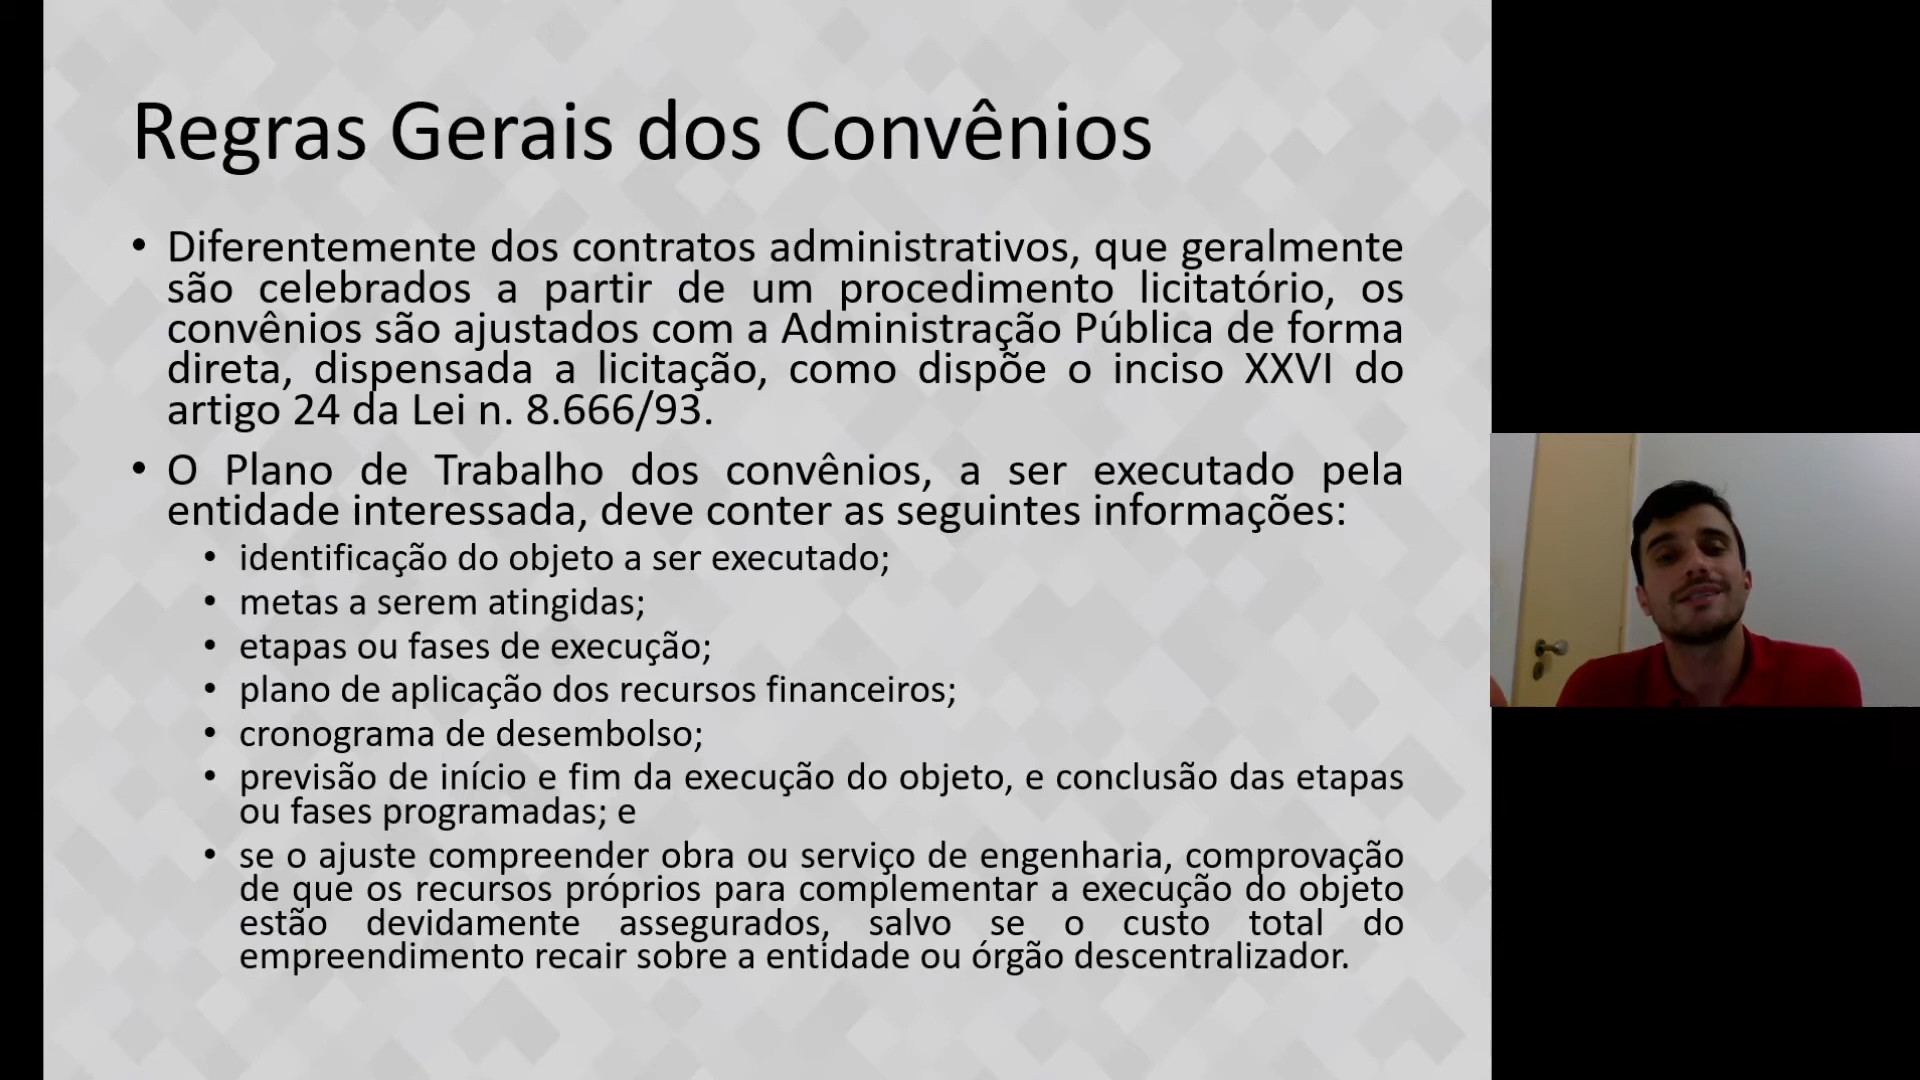 Regras Gerais dos Convênios
• Diferentemente dos contratos administrativos, que geralmente
são celebrados a partir de um procedimento licitatório, os
convênios são ajustados com a Administração Pública de forma
direta, dispensada a licitação, como dispõe o inciso XXVI do
artigo 24 da Lei n. 8.666/93.
• O Plano de Trabalho dos convênios, a ser executado pela
entidade interessada, deve conter as seguintes informações:
• identificação do objeto a ser executado;
• metas a serem atingidas;
• etapas ou fases de execução;
• plano de aplicação dos recursos financeiros;
• cronograma de desembolso;
• previsão de início e fim da execução do objeto, e conclusão das etapas
ou fases programadas; e
• se o ajuste compreender obra ou serviço de engenharia, comprovação
de que os recursos próprios para complementar a execução do objeto
estão devidamente assegurados, salvo se o custo total do
empreendimento recair sobre a entidade ou órgão descentralizador.